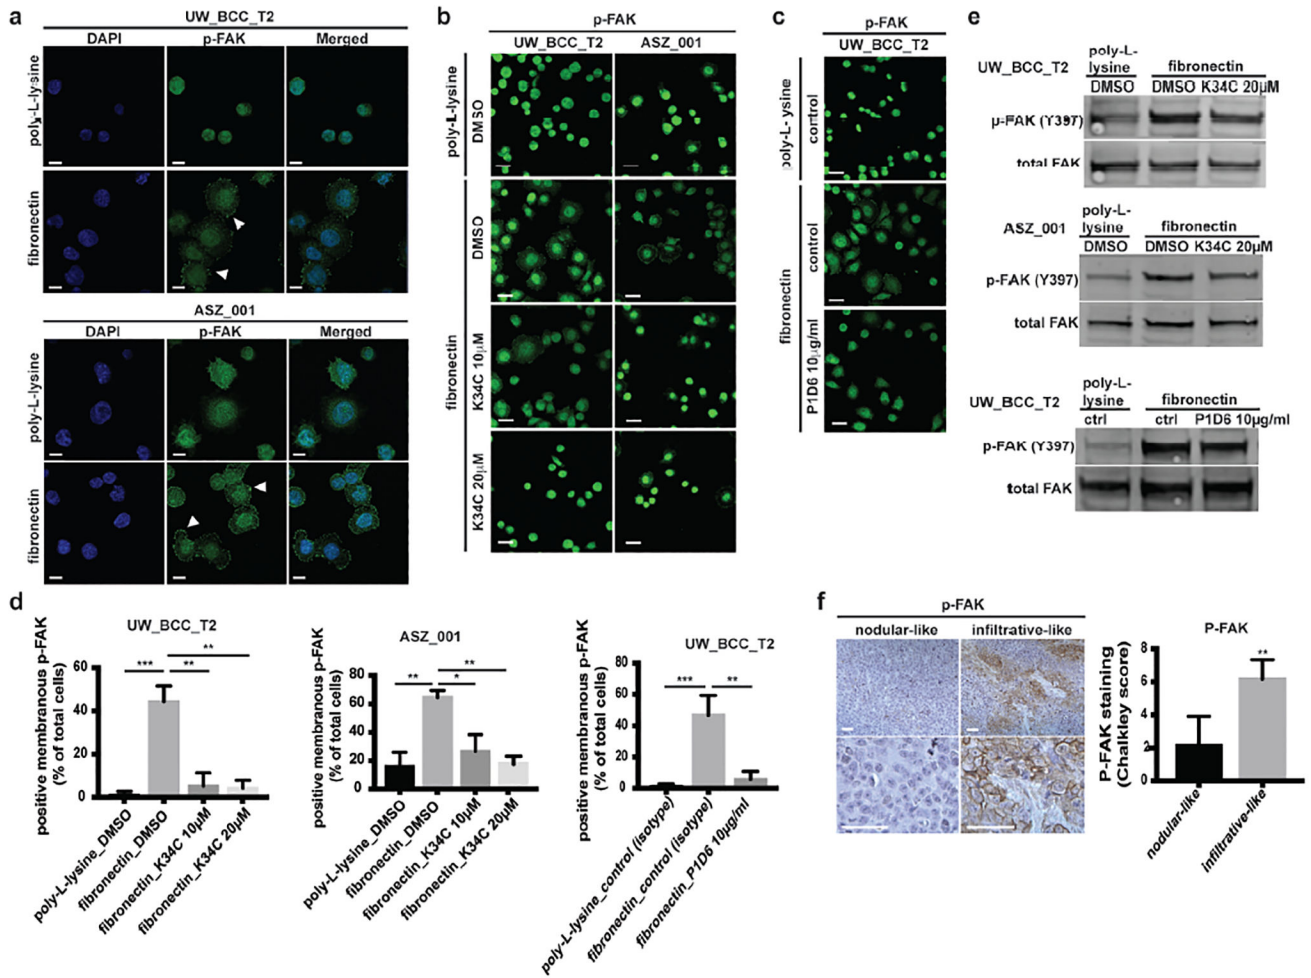 a
UW_BCC_T2
DAPI p-FAK Merged
poly-L-lysine
fibronectin
ASZ_001
DAPI p-FAK Merged
poly-L-lysine
fibronectin
b
p-FAK
UW_BCC_T2 ASZ_001
poly-L-lysine
DMSO
fibronectin
DMSO
K34C 10µM
K34C 20µM
c
p-FAK
UW_BCC_T2
poly-L- ysine
control
fibronectin
control
P1D6 10µg/ml
e
UW_BCC_T2
poly-L-
lysine fibronectin
DMSO DMSO K34C 20µM
p-FAK (Y397)
total FAK
ASZ_001
poly-L-
lysine fibronectin
DMSO DMSO K34C 20µM
p-FAK (Y397)
total FAK
UW_BCC_T2
poly-L-
lysine fibronectin
ctrl ctrl P1D6 10µg/ml
p-FAK (Y397)
total FAK
d
UW_BCC_T2
positive membranous p-FAK
(% of total cells)
60
40
20
0
*** **
**
poly-L-lysine_DMSO
fibronectin_DMSO
fibronectin_K34C 10µM
fibronectin_K34C 20µM
ASZ_001
positive membranous p-FAK
(% of total cells)
80
60
40
20
0
** *
**
poly-L-lysine_DMSO
fibronectin_DMSO
fibronectin_K34C 10µM
fibronectin_K34C 20µM
UW_BCC_T2
positive membranous p-FAK
(% of total cells)
80
60
40
20
0
*** **
poly-L-lysine_control (isotype)
fibronectin_control (isotype)
fibronectin_P1D6 10µg/ml
f
p-FAK
nodular-like infiltrative-like
P-FAK
P-FAK staining
(Chalkley score)
8
6
4
2
0
**
nodular-like
infiltrative-like